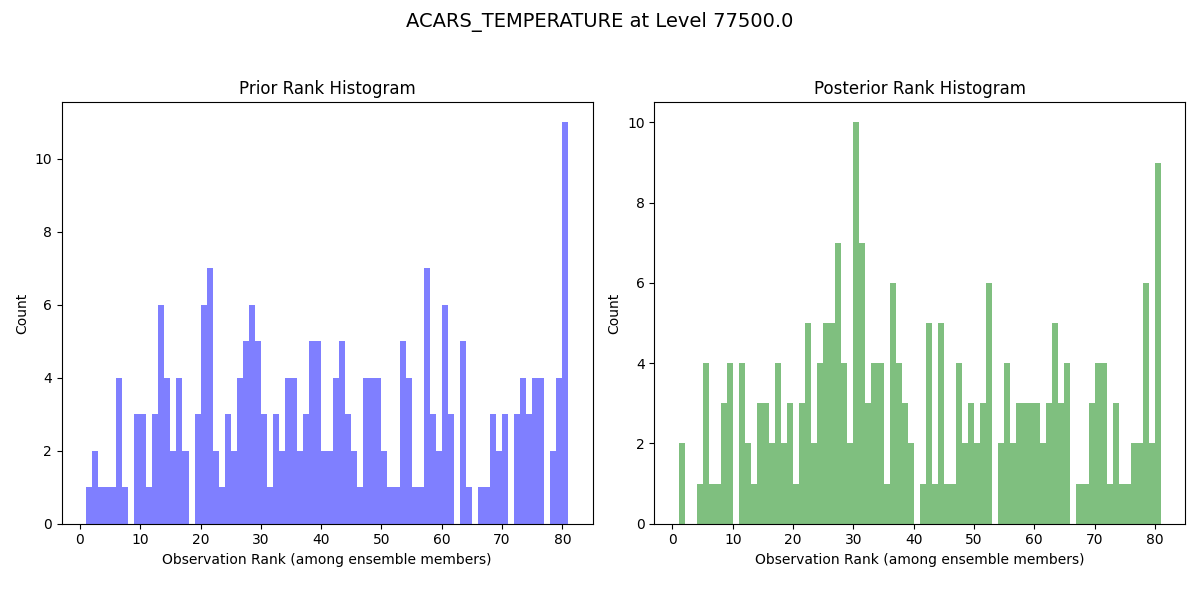 ACARS_TEMPERATURE at Level 77500.0
Prior Rank Histogram
Count
10
8
6
4
2
0
0 10 20 30 40 50 60 70 80
Observation Rank (among ensemble members)
Posterior Rank Histogram
Count
10
8
6
4
2
0
0 10 20 30 40 50 60 70 80
Observation Rank (among ensemble members)